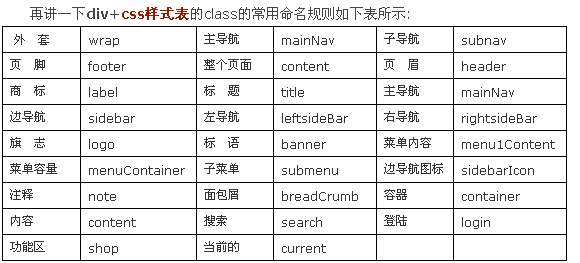 再讲一下div+css样式表的class的常用命名规则如下表所示:
外 套 wrap 主导航 mainNav 子导航 subnav
页 脚 footer 整个页面 content 页 眉 header
商 标 label 标 题 title 主导航 mainNav
边导航 sidebar 左导航 leftsideBar 右导航 rightsideBar
旗 志 logo 标 语 banner 菜单内容 menu1Content
菜单容量 menuContainer 子菜单 submenu 边导航图标 sidebarIcon
注释 note 面包屑 breadCrumb 容器 container
内容 content 搜索 search 登陆 login
功能区 shop 当前的 current